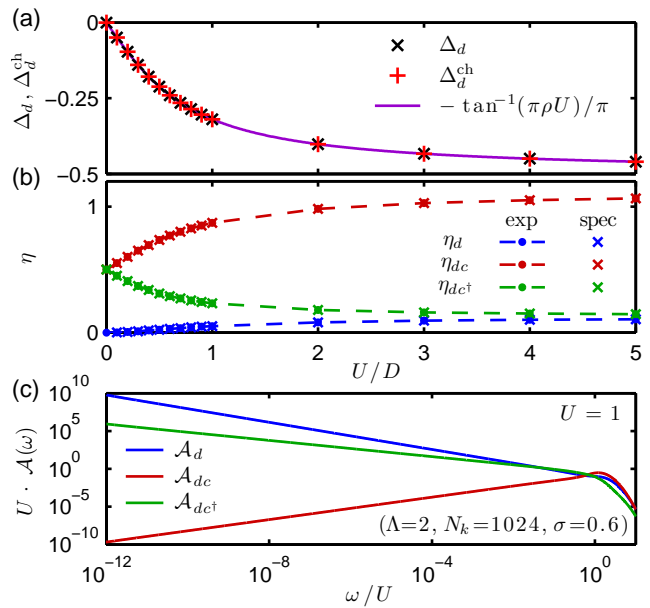 (a)
0
−0.25
−0.5
Δ_d , Δ_d^ch
Δ_d
Δ_d^ch
− tan⁻¹(πρU)/π
(b)
1
0
η
exp spec
η_d
η_dc
η_dc†
0 1 2 3 4 5
U/D
(c)
10^10
10^5
10^0
10^−5
10^−10
U · 𝒜(ω)
U = 1
𝒜_d
𝒜_dc
𝒜_dc†
(Λ=2, N_k=1024, σ=0.6)
10^−12 10^−8 10^−4 10^0
ω/U